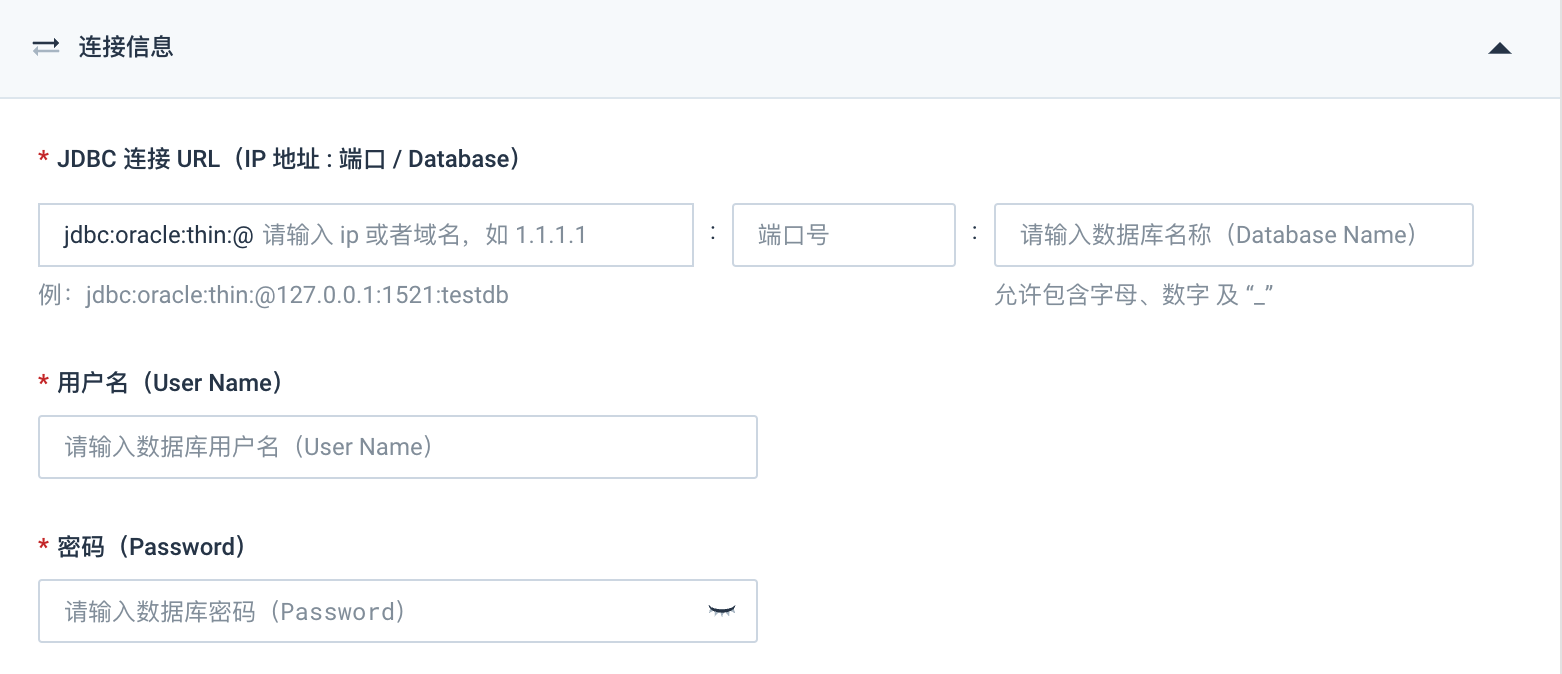 连接信息
* JDBC 连接 URL（IP 地址 : 端口 / Database）
jdbc:oracle:thin:@ 请输入 ip 或者域名，如 1.1.1.1 : 端口号 : 请输入数据库名称（Database Name）
例：jdbc:oracle:thin:@127.0.0.1:1521:testdb 允许包含字母、数字 及 “_”
* 用户名（User Name）
请输入数据库用户名（User Name）
* 密码（Password）
请输入数据库密码（Password）